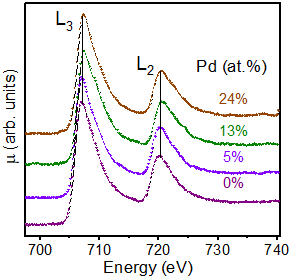 L₃
L₂
Pd (at.%)
24%
13%
5%
0%
μ (arb. units)
700 710 720 730 740
Energy (eV)